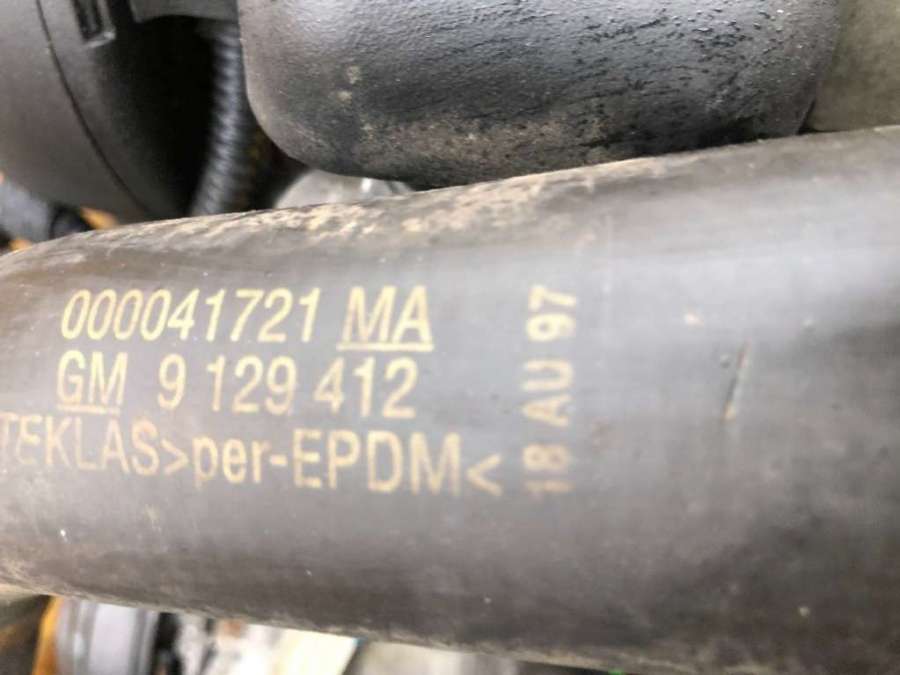 000041721 MA
GM 9 129 412
TEKLAS>per-EPDM<
18 AU 97